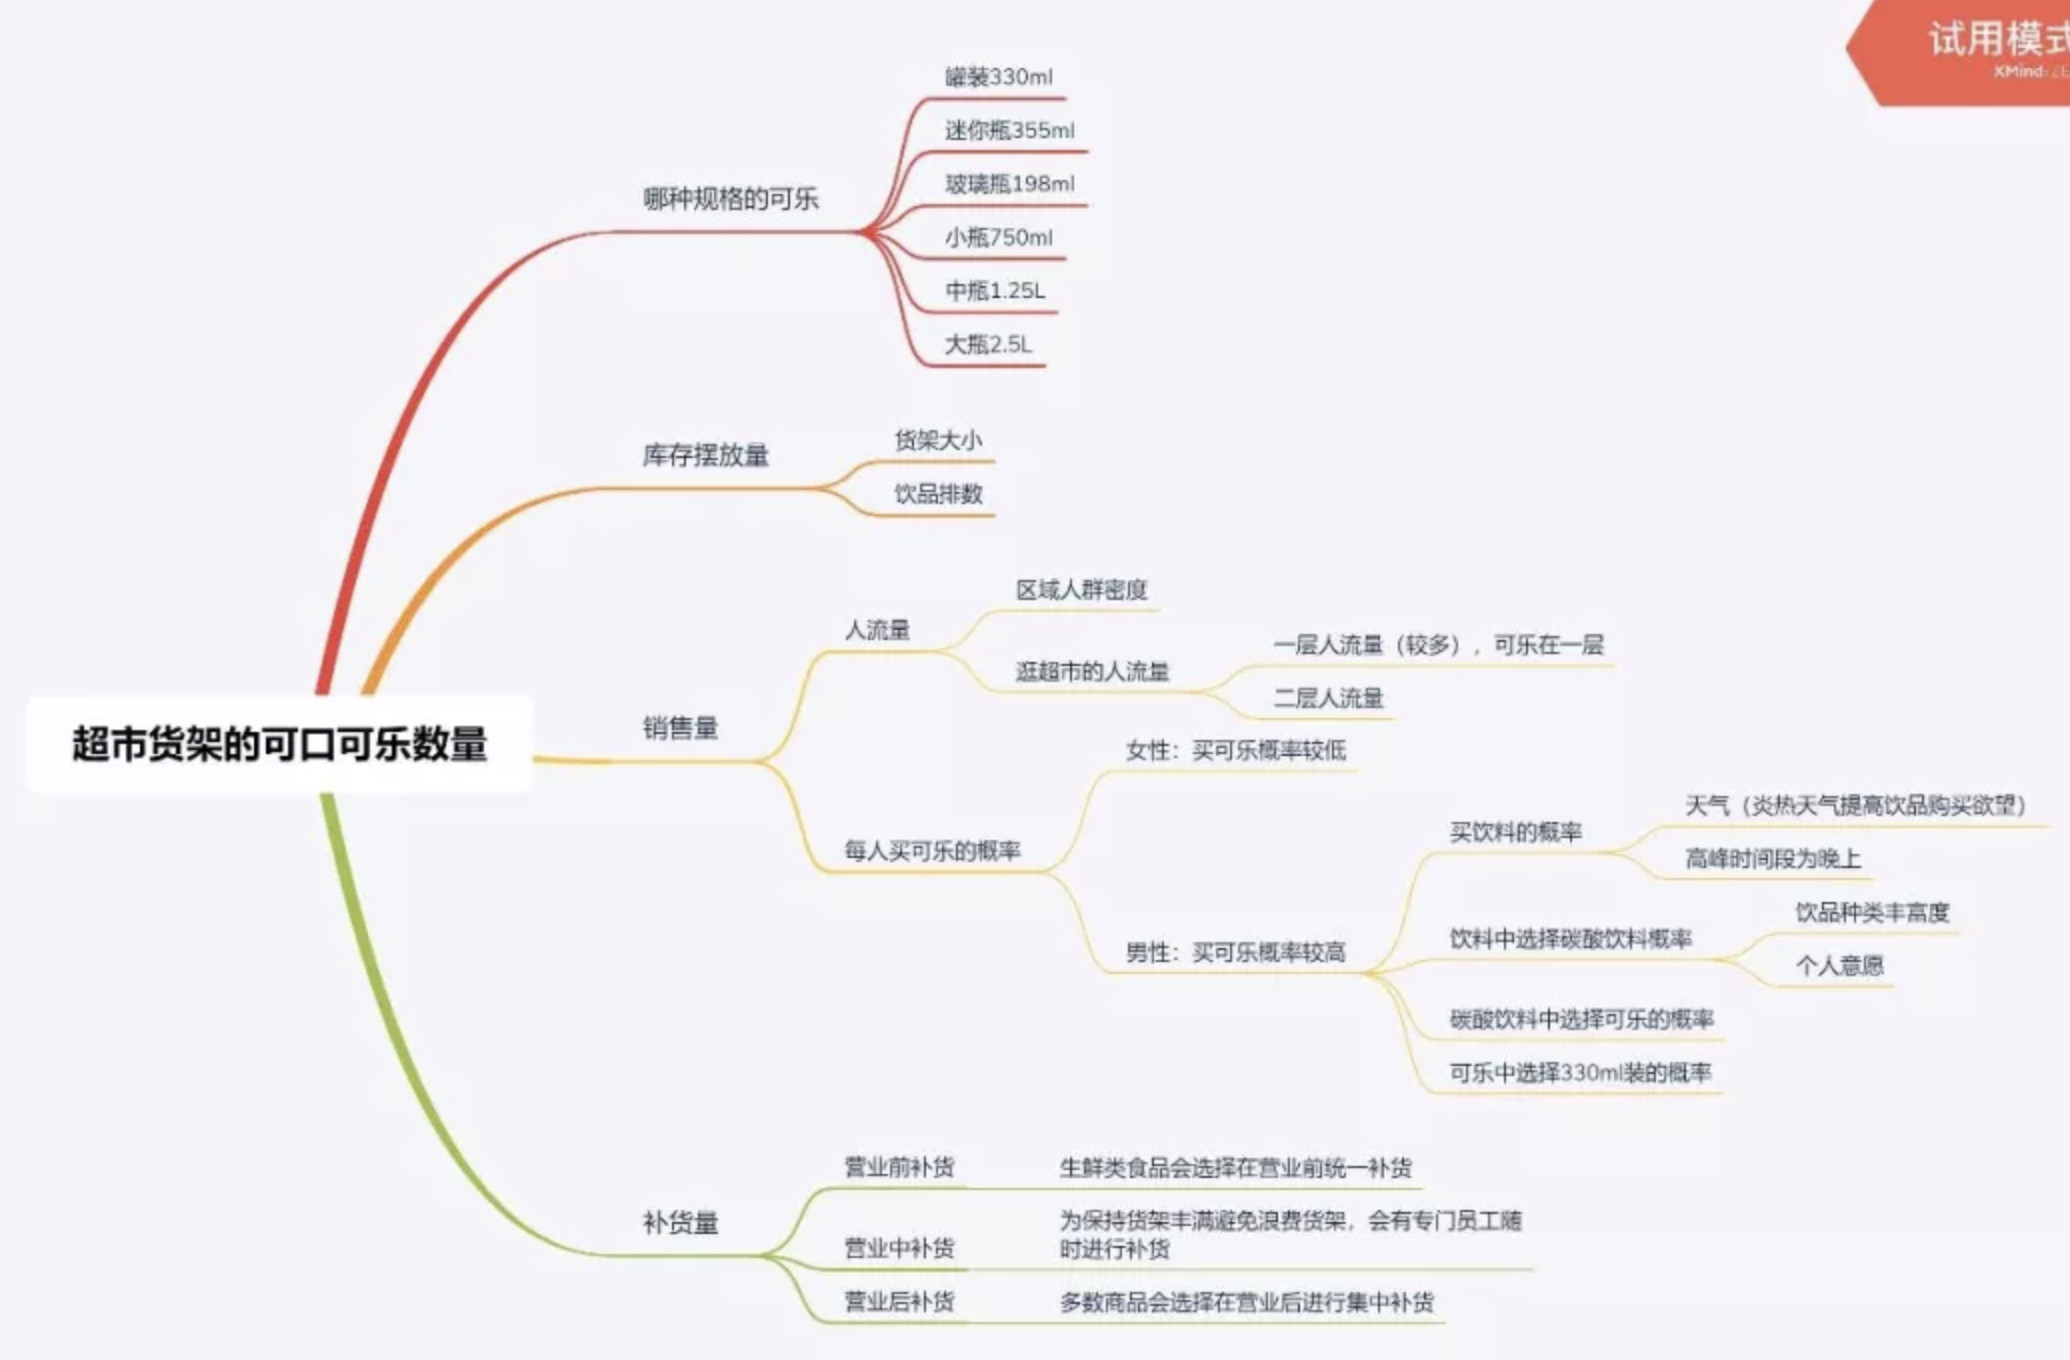 试用模式
XMind: ZE
罐装330ml
迷你瓶355ml
哪种规格的可乐
玻璃瓶198ml
小瓶750ml
中瓶1.25L
大瓶2.5L
库存摆放量
货架大小
饮品排数
超市货架的可口可乐数量
销售量
人流量
区域人群密度
逛超市的人流量
一层人流量（较多），可乐在一层
二层人流量
每人买可乐的概率
女性：买可乐概率较低
男性：买可乐概率较高
买饮料的概率
天气（炎热天气提高饮品购买欲望）
高峰时间段为晚上
饮料中选择碳酸饮料概率
饮品种类丰富度
个人意愿
碳酸饮料中选择可乐的概率
可乐中选择330ml装的概率
补货量
营业前补货
生鲜类食品会选择在营业前统一补货
营业中补货
为保持货架丰满避免浪费货架，会有专门员工随
时进行补货
营业后补货
多数商品会选择在营业后进行集中补货